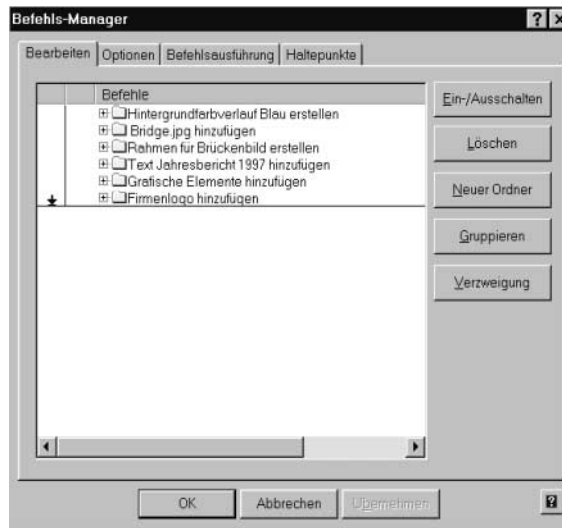 Befehls-Manager
Bearbeiten Optionen Befehlsausführung Haltepunkte
Befehle
Hintergrundfarbverlauf Blau erstellen
Bridge.jpg hinzufügen
Rahmen für Brückenbild erstellen
Text Jahresbericht 1997 hinzufügen
Grafische Elemente hinzufügen
Firmenlogo hinzufügen
Ein-/Ausschalten
Löschen
Neuer Ordner
Gruppieren
Verzweigung
OK Abbrechen Übernehmen